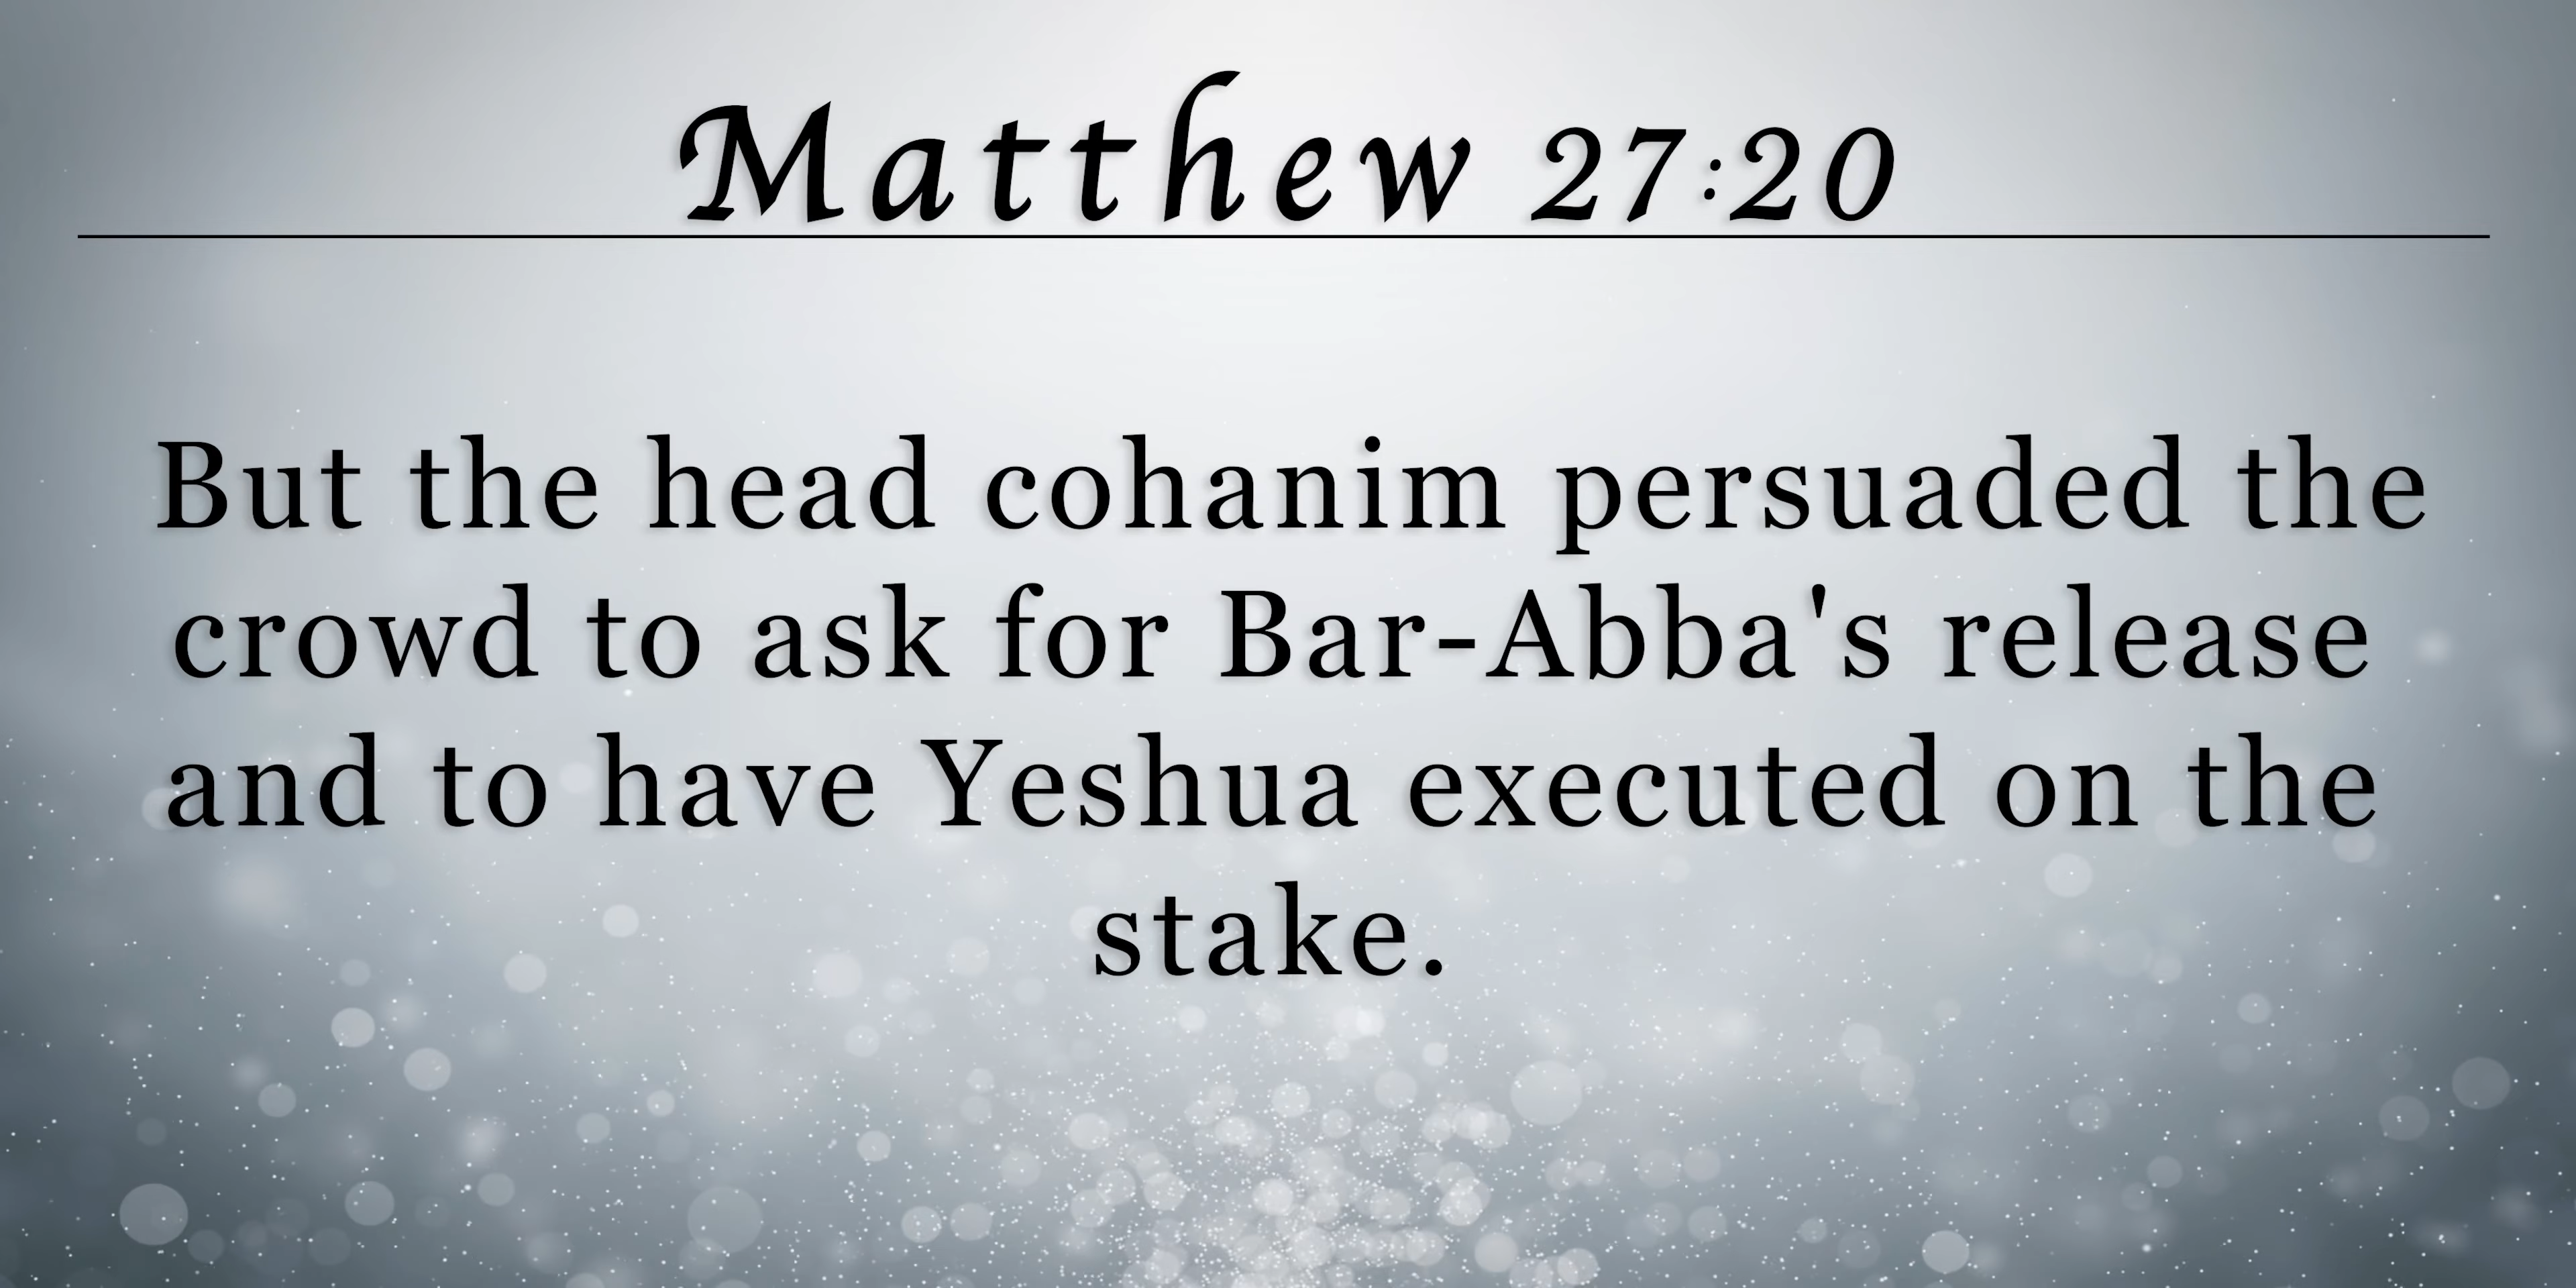 Matthew 27:20
But the head cohanim persuaded the
crowd to ask for Bar-Abba's release
and to have Yeshua executed on the
stake.